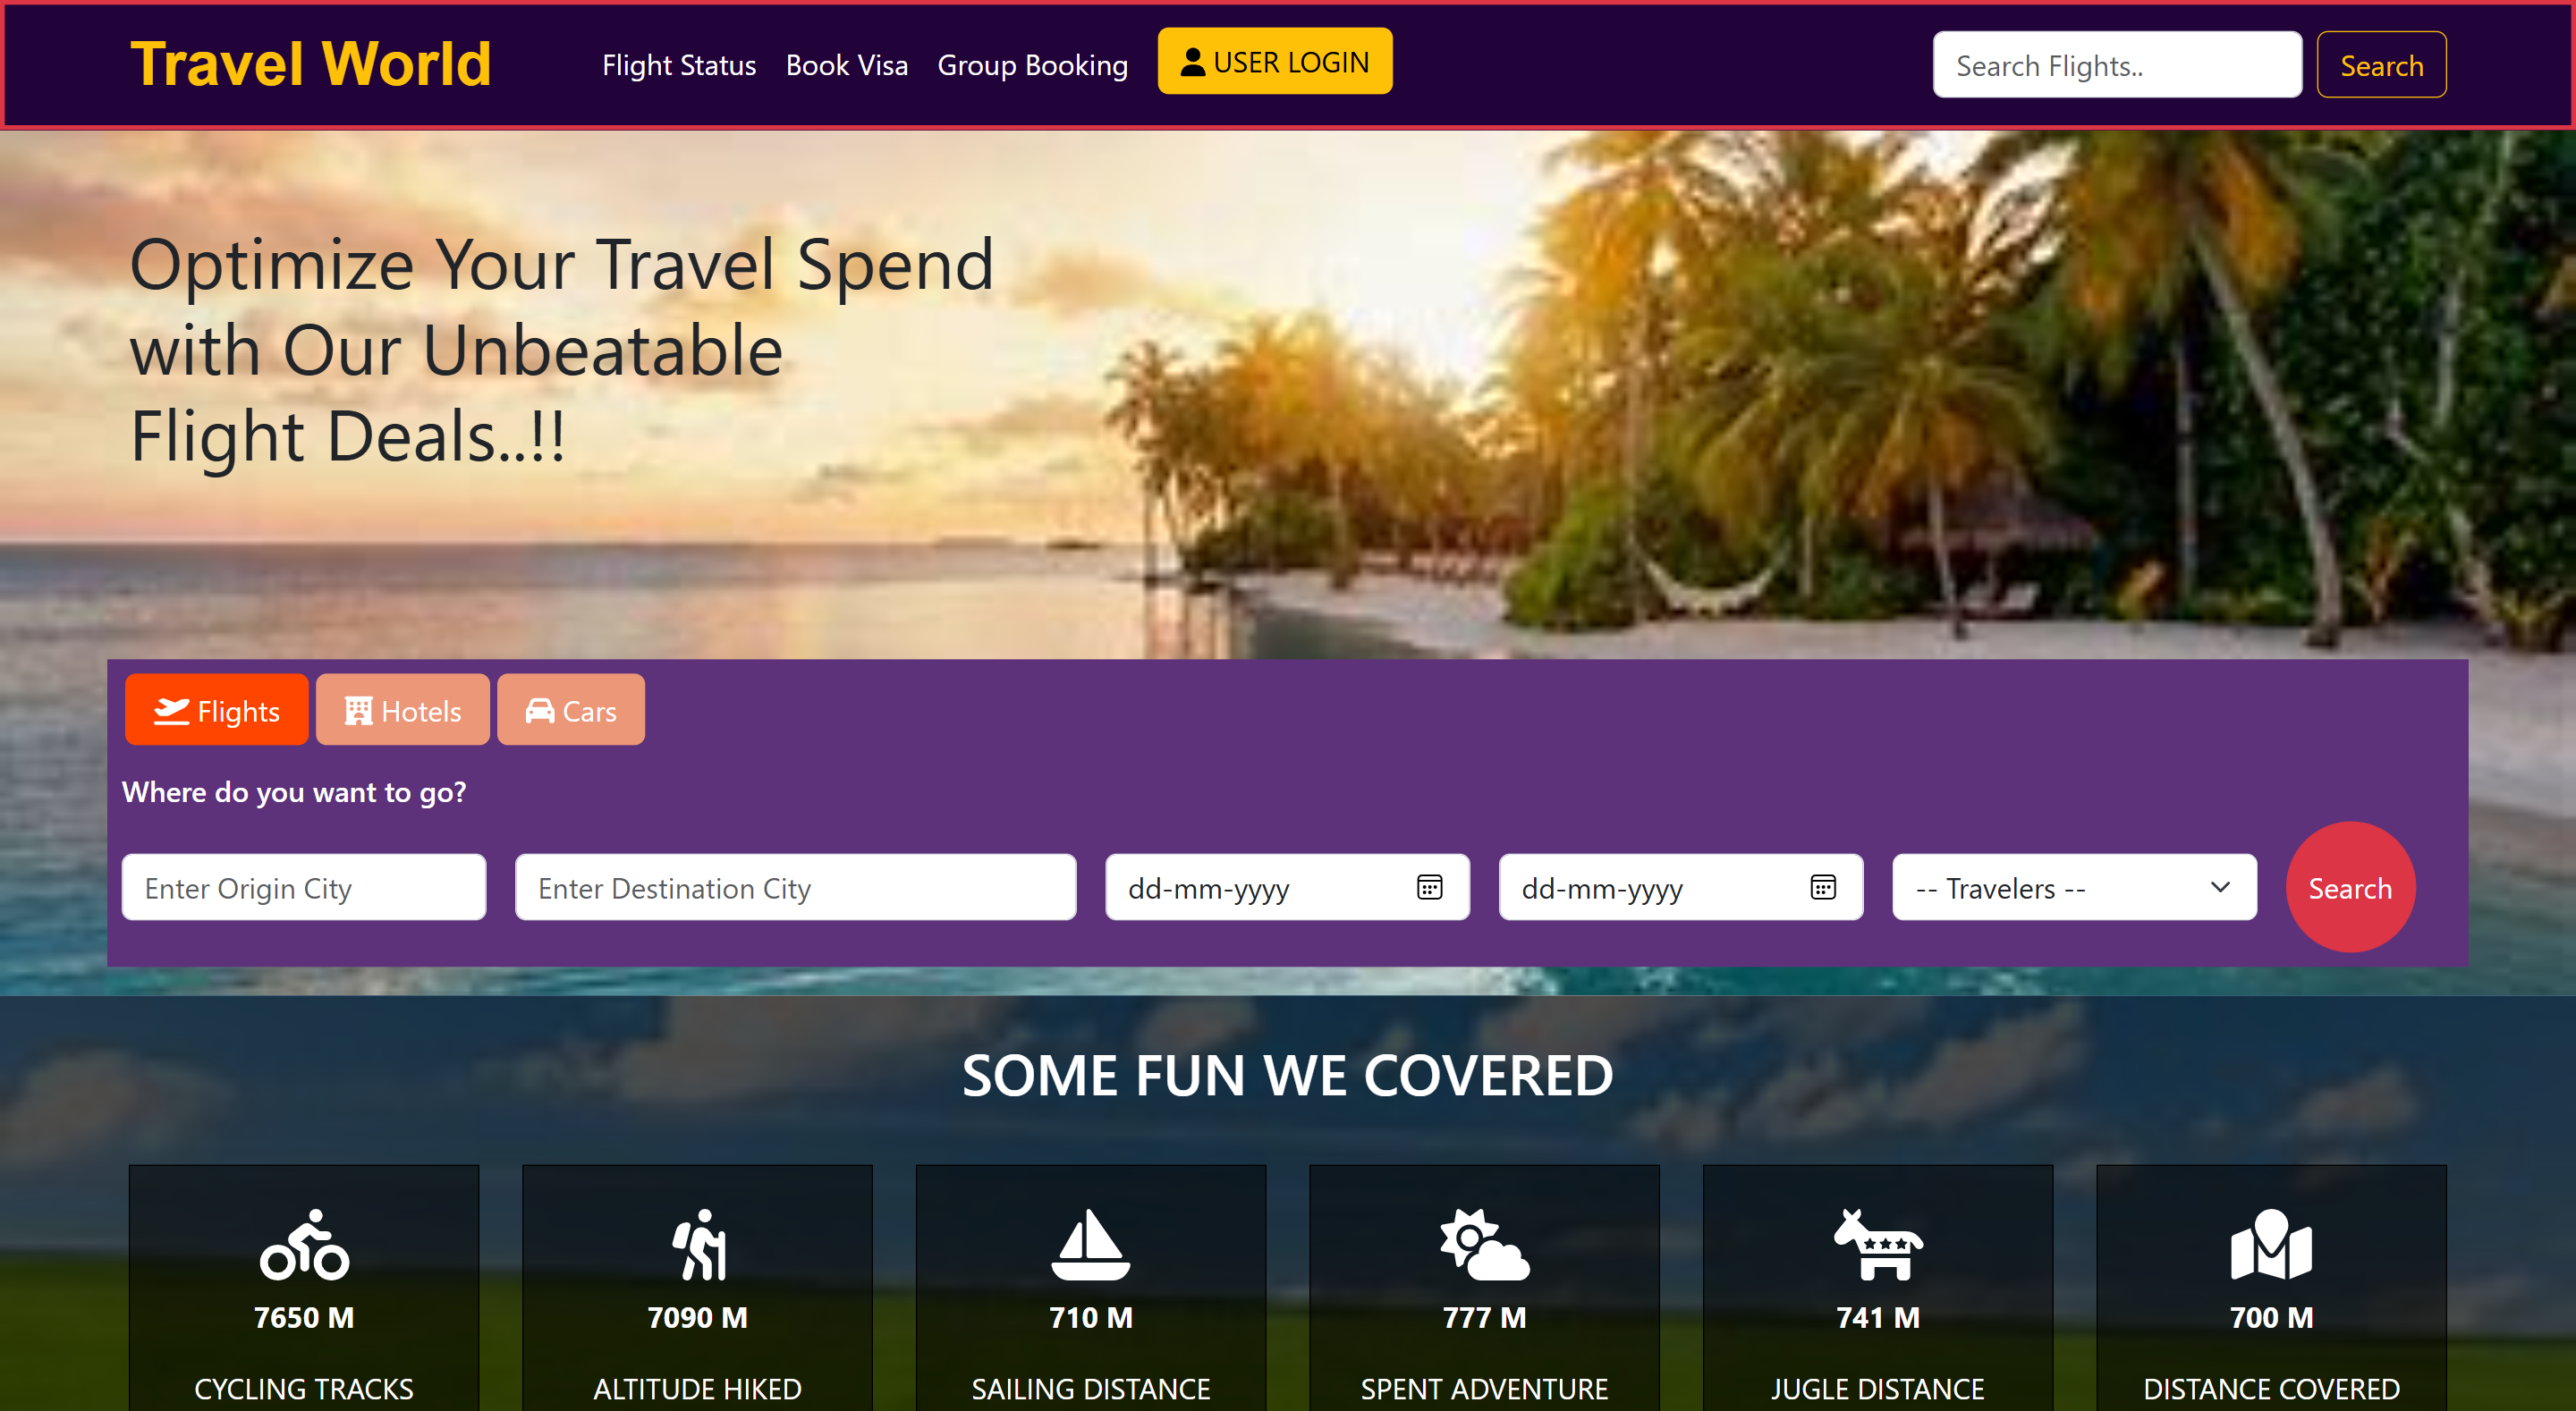 Travel World
Flight Status
Book Visa
Group Booking
USER LOGIN
Search Flights..
Search
Optimize Your Travel Spend
with Our Unbeatable
Flight Deals..!!
Flights
Hotels
Cars
Where do you want to go?
Enter Origin City
Enter Destination City
dd-mm-yyyy
dd-mm-yyyy
-- Travelers --
Search
SOME FUN WE COVERED
7650 M
CYCLING TRACKS
7090 M
ALTITUDE HIKED
710 M
SAILING DISTANCE
777 M
SPENT ADVENTURE
741 M
JUGLE DISTANCE
700 M
DISTANCE COVERED